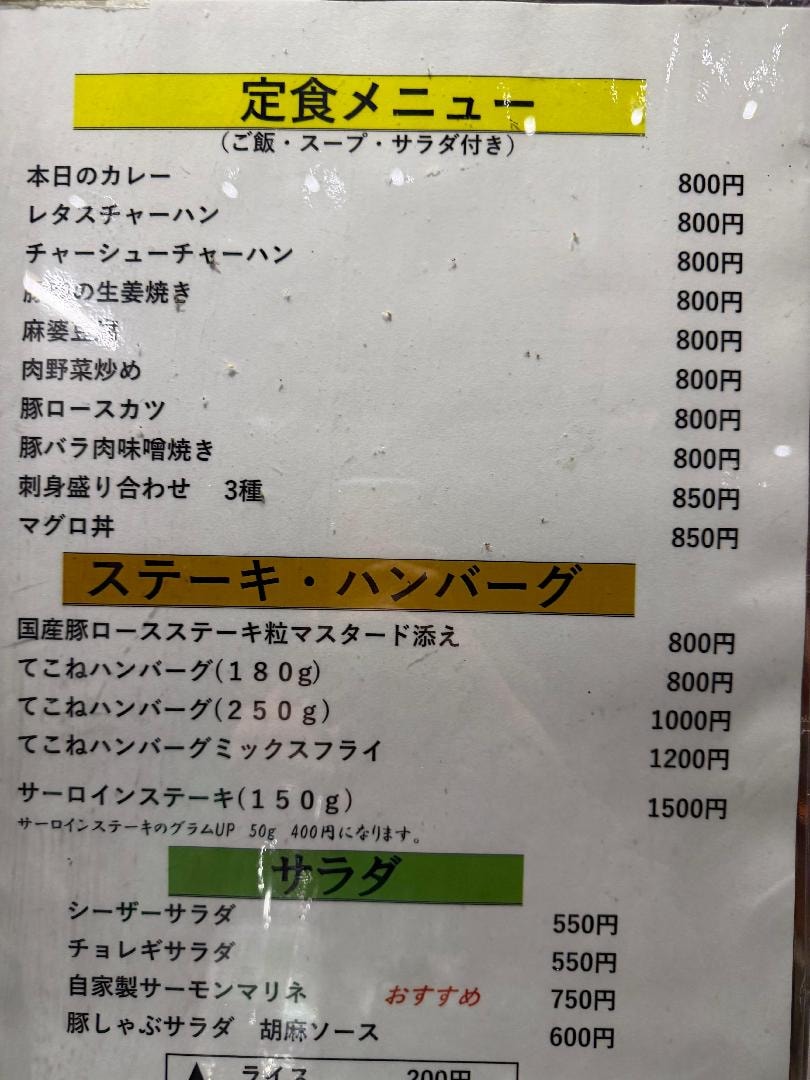 定食メニュー
(ご飯・スープ・サラダ付き)
本日のカレー 800円
レタスチャーハン 800円
チャーシューチャーハン 800円
の生姜焼き 800円
麻婆豆腐 800円
肉野菜炒め 800円
豚ロースカツ 800円
豚バラ肉味噌焼き 800円
刺身盛り合わせ 3種 850円
マグロ丼 850円
ステーキ・ハンバーグ
国産豚ロースステーキ粒マスタード添え 800円
てこねハンバーグ(180g) 800円
てこねハンバーグ(250g) 1000円
てこねハンバーグミックスフライ 1200円
サーロインステーキ(150g) 1500円
サーロインステーキのグラムUP 50g 400円になります。
サラダ
シーザーサラダ 550円
チョレギサラダ 550円
自家製サーモンマリネ おすすめ 750円
豚しゃぶサラダ 胡麻ソース 600円
▲ ライス 200円